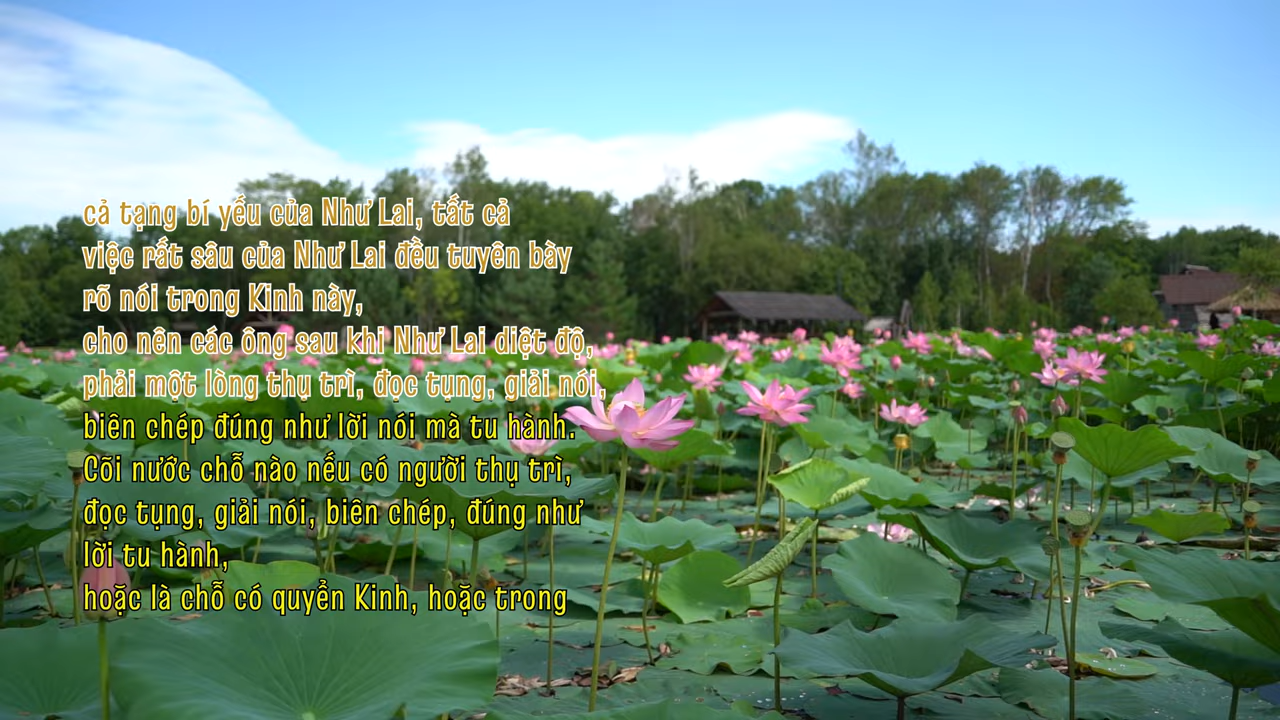 cả tạng bí yếu của Như Lai, tất cả
việc rất sâu của Như Lai đều tuyên bày
rõ nói trong Kinh này,
cho nên các ông sau khi Như Lai diệt độ,
phải một lòng thụ trì, đọc tụng, giải nói,
biên chép đúng như lời nói mà tu hành.
Cõi nước chỗ nào nếu có người thụ trì,
đọc tụng, giải nói, biên chép, đúng như
lời tu hành,
hoặc là chỗ có quyển Kinh, hoặc trong